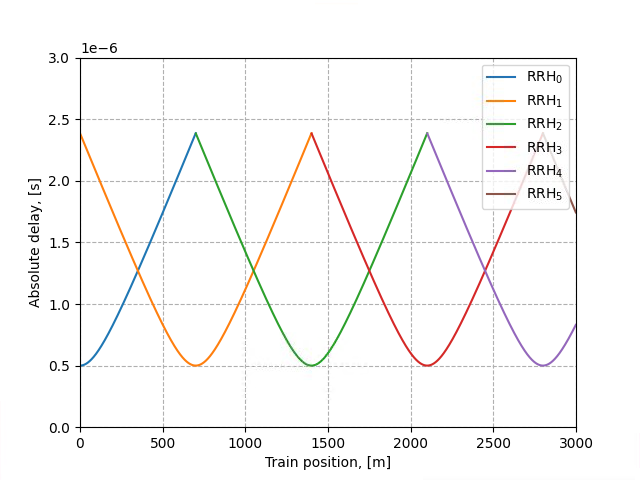 1e−6
3.0
2.5
2.0
1.5
1.0
0.5
0.0
Absolute delay, [s]
RRH₀
RRH₁
RRH₂
RRH₃
RRH₄
RRH₅
0 500 1000 1500 2000 2500 3000
Train position, [m]